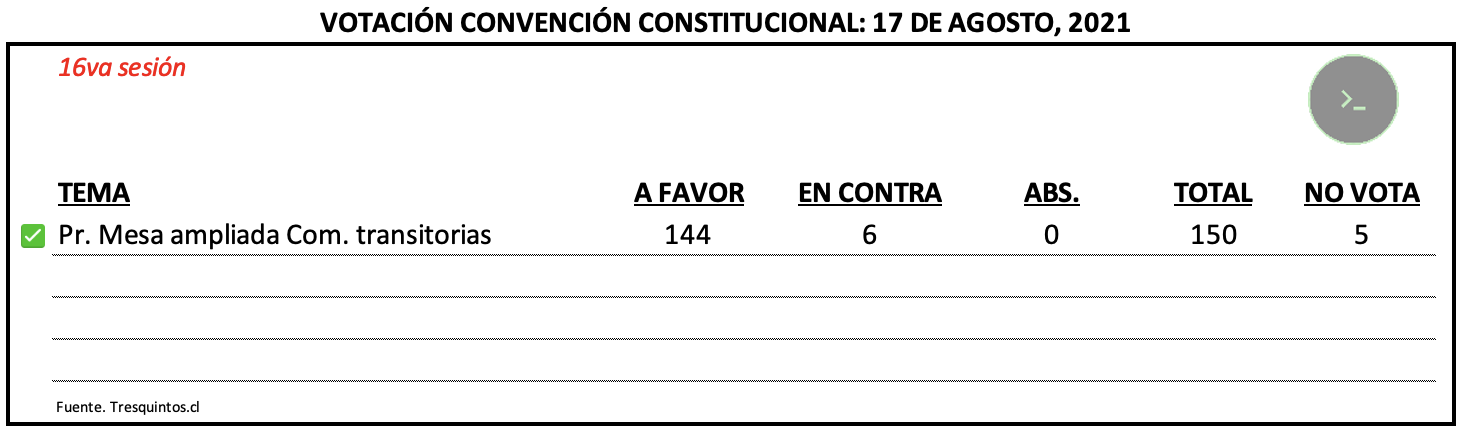 VOTACIÓN CONVENCIÓN CONSTITUCIONAL: 17 DE AGOSTO, 2021
16va sesión
>_
TEMA A FAVOR EN CONTRA ABS. TOTAL NO VOTA
Pr. Mesa ampliada Com. transitorias 144 6 0 150 5
Fuente. Tresquintos.cl